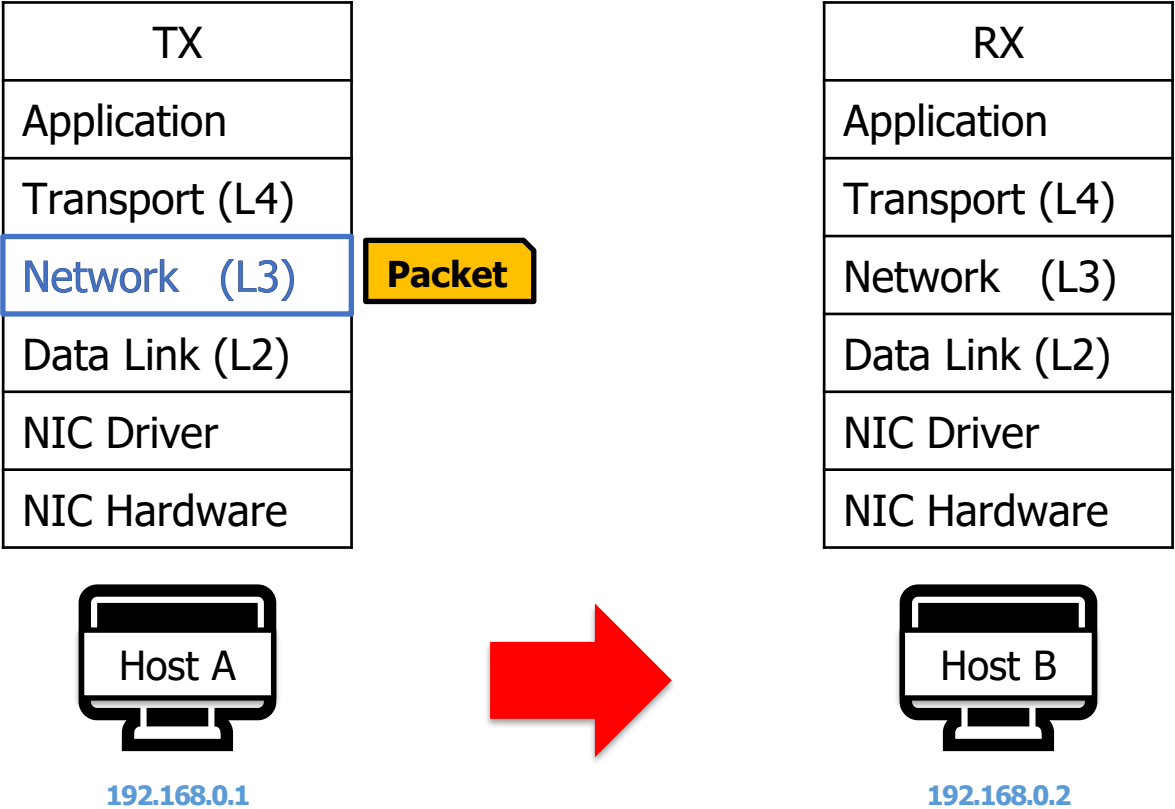 TX
Application
Transport (L4)
Network (L3)
Data Link (L2)
NIC Driver
NIC Hardware
Packet
RX
Application
Transport (L4)
Network (L3)
Data Link (L2)
NIC Driver
NIC Hardware
Host A
192.168.0.1
Host B
192.168.0.2